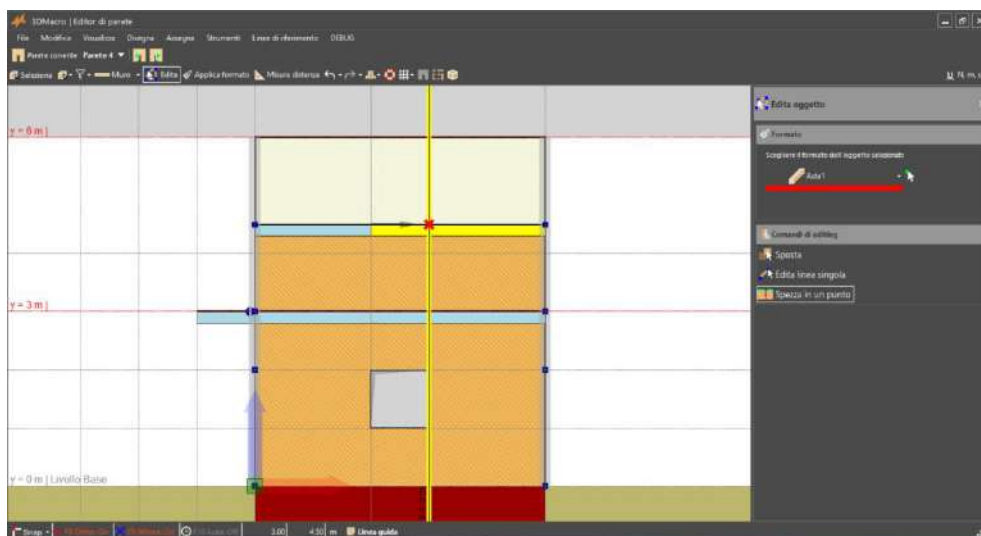 3DMacro | Editor di parete
File Modifica Visualizza Disegna Assegna Strumenti Linee di riferimento DEBUG
Parete corrente Parete 4
Seleziona Muro Edita Applica formato Misura distanza N, m,
Edita oggetto
y = 6 m |
Formato
Scegliere il formato dell'oggetto selezionato
Asta1
Comandi di editing
Sposta
Edita linea singola
Spezza in un punto
y = 3 m |
y = 0 m | Livello Base
Snap 3.00 4.50 m Linea guida